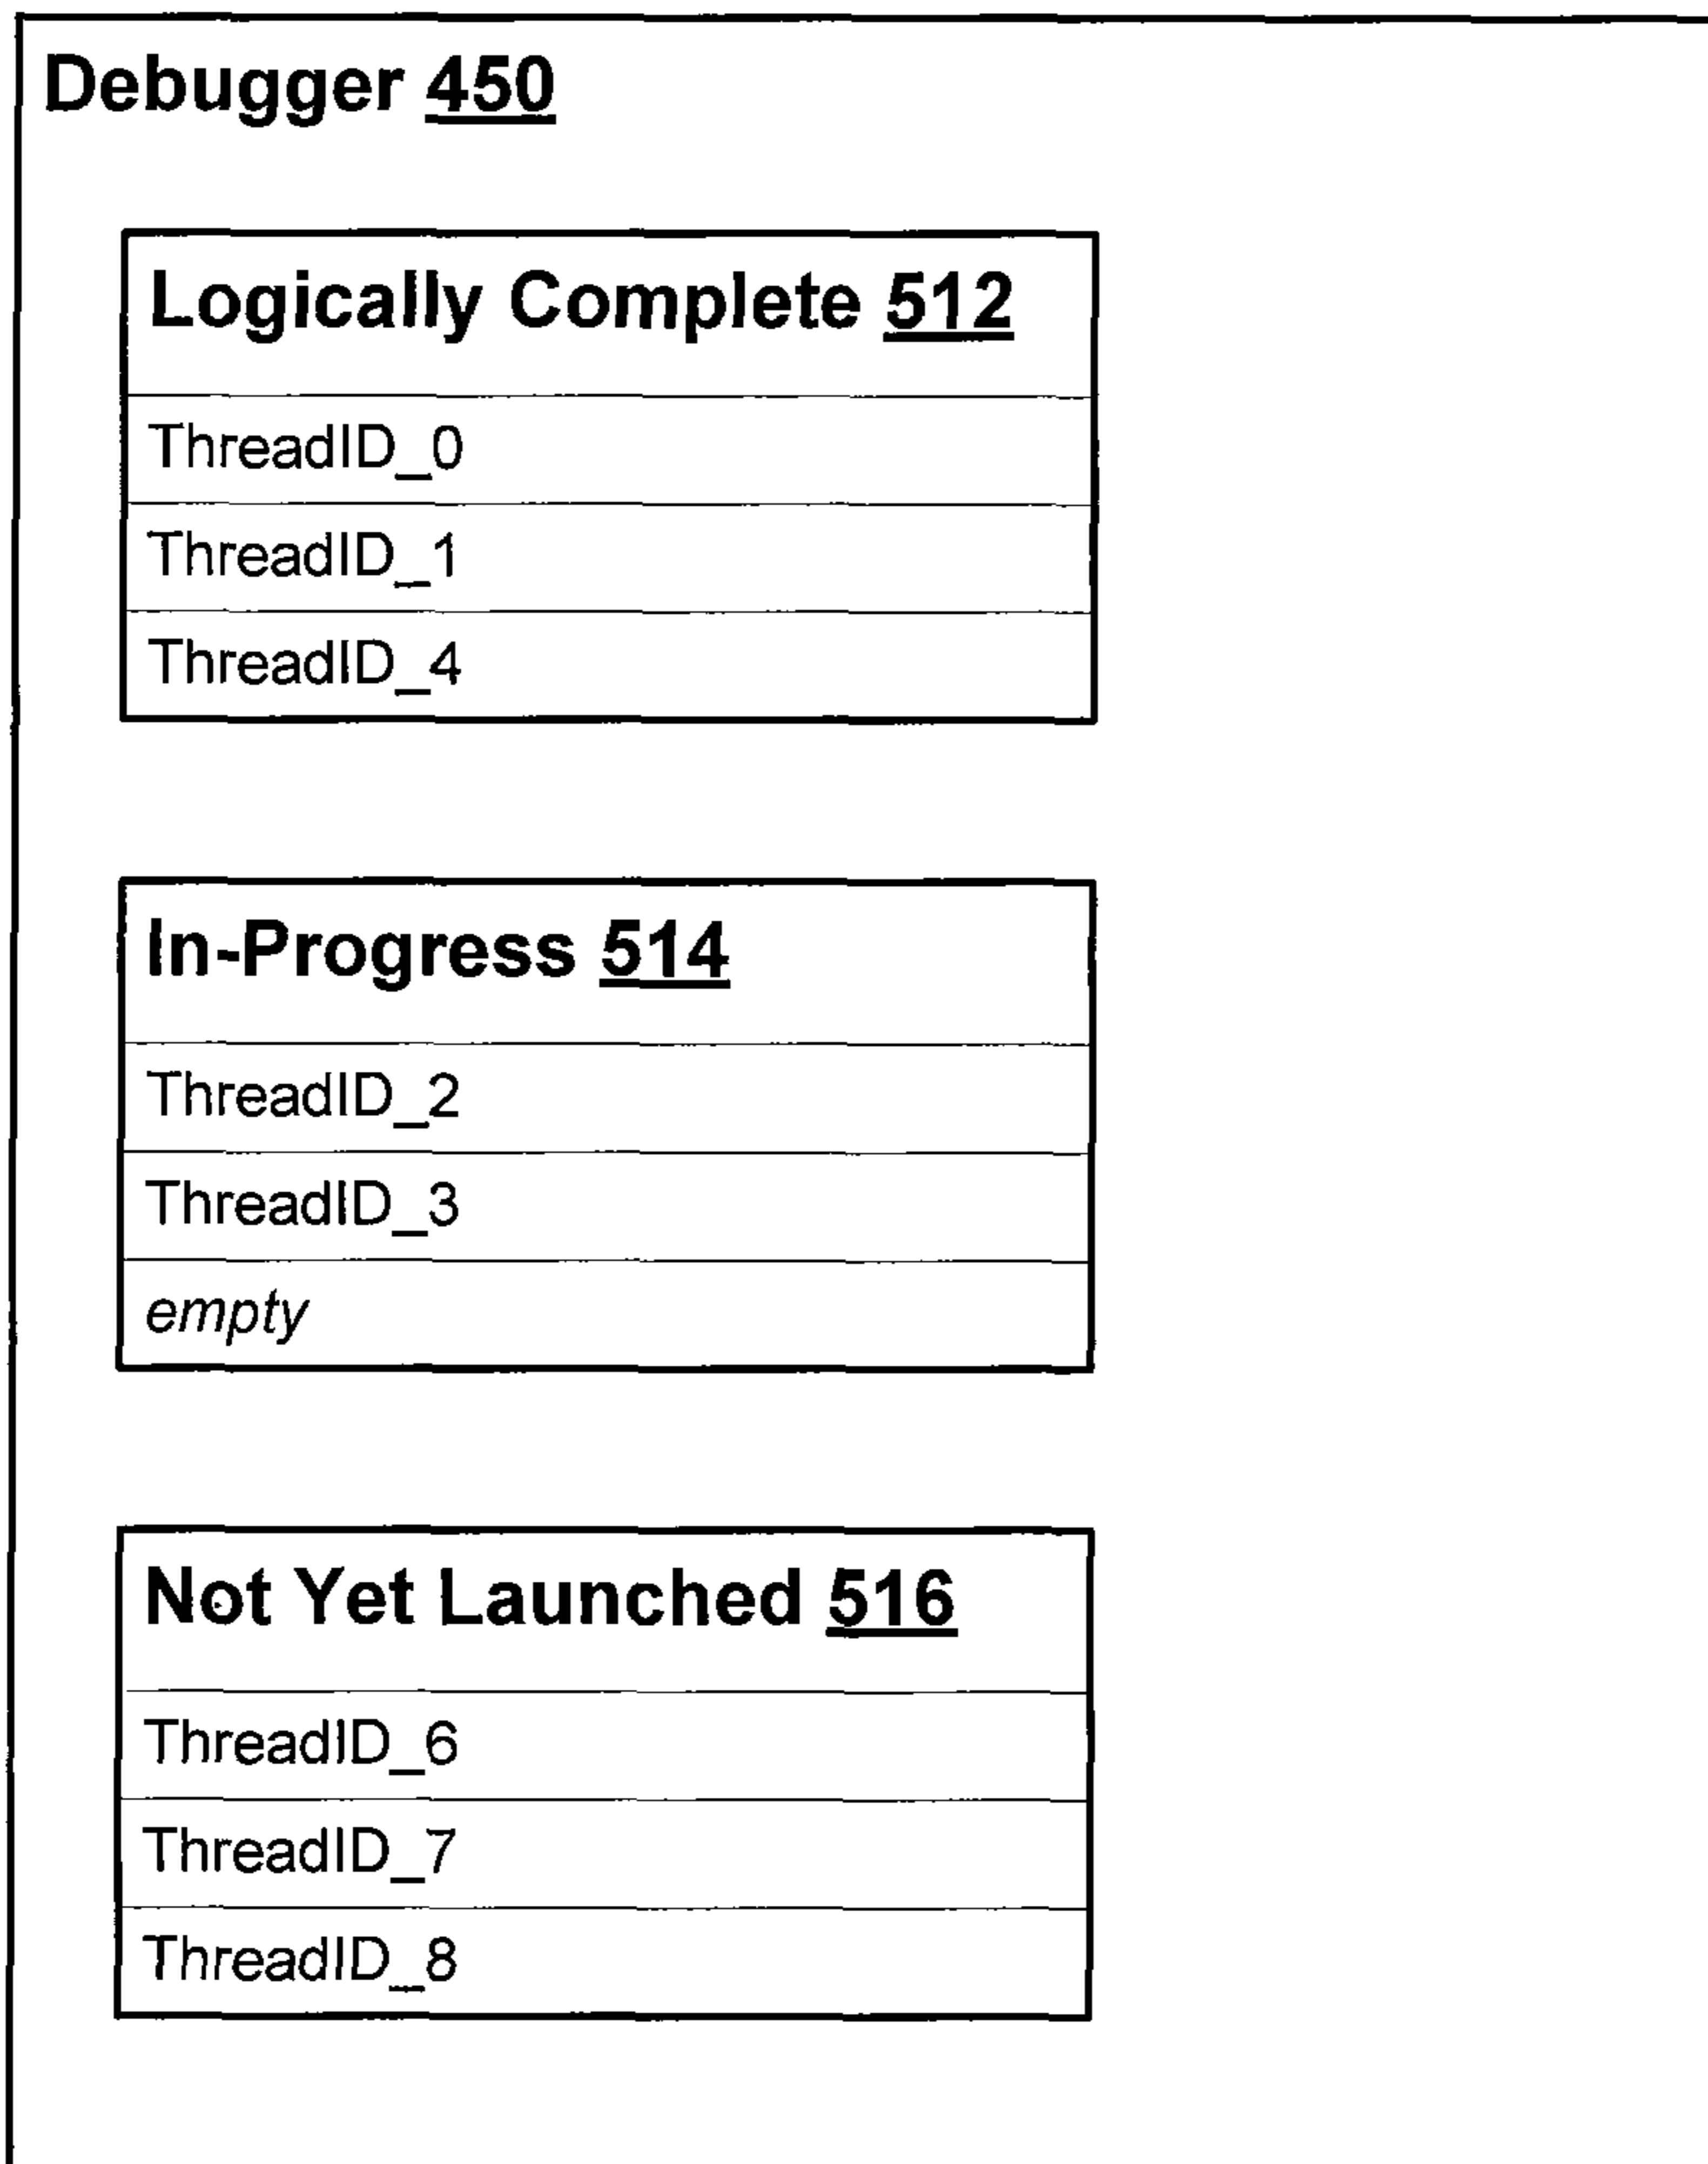 Debugger 450
Logically Complete 512
ThreadID_0
ThreadID_1
ThreadID_4
In-Progress 514
ThreadID_2
ThreadID_3
empty
Not Yet Launched 516
ThreadID_6
ThreadID_7
ThreadID_8